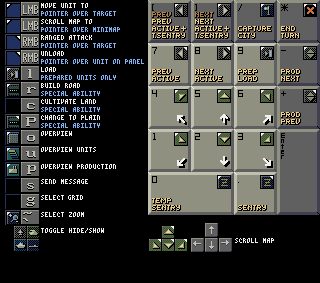 LMB MOVE UNIT TO
POINTER OVER TARGET
LMB SCROLL MAP TO
POINTER OVER MINIMAP
RMB RANGED ATTACK
POINTER OVER TARGET
RMB UNLOAD
POINTER OVER UNIT ON PANEL
l LOAD
PREPARED UNITS ONLY
r BUILD ROAD
SPECIAL ABILITY
c CULTIVATE LAND
SPECIAL ABILITY
P CHANGE TO PLAIN
SPECIAL ABILITY
o OVERVIEW
u OVERVIEW UNITS
p OVERVIEW PRODUCTION
s SEND MESSAGE
g SELECT GRID
~ SELECT ZOOM
TOGGLE HIDE/SHOW
PREV
PREV
ACTIVE+
T.SENTRY
NEXT
NEXT
ACTIVE+
T.SENTRY
/
CAPTURE
CITY
*
END
TURN
7
PREV
ACTIVE
8
NEXT
ACTIVE
9
PREP
LOAD
-
PROD
NEXT
4
5
6
+
PROD
PREV
1
2
3
Enter
0
TEMP
SENTRY
.
SENTRY
SCROLL MAP